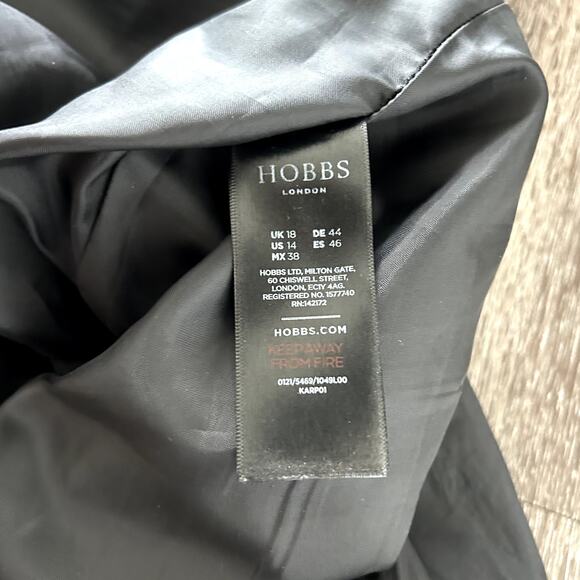 HOBBS
LONDON
UK 18 DE 44
US 14 ES 46
MX 38
HOBBS LTD, MILTON GATE,
60 CHISWELL STREET,
LONDON, EC1Y 4AG.
REGISTERED NO. 1577740
RN:142172
HOBBS.COM
KEEP AWAY
FROM FIRE
0121/5469/1049L00
KARP01